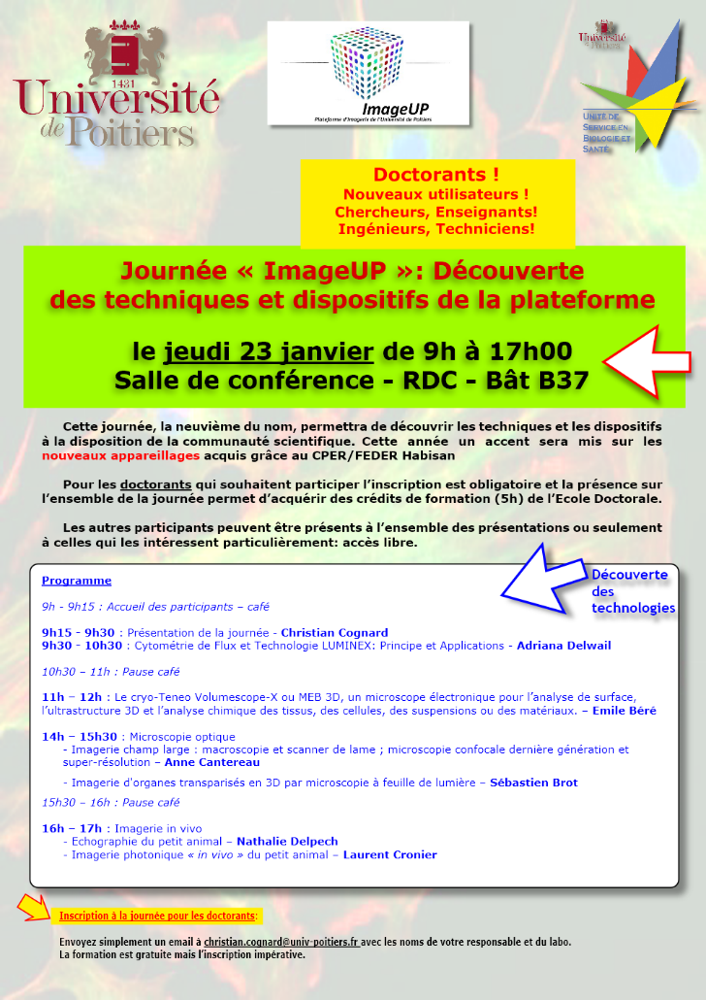 1431
Université
de Poitiers
ImageUP
Plateforme d'Imagerie de l'Université de Poitiers
Université
de Poitiers
UNITÉ DE
SERVICE EN
BIOLOGIE ET
SANTÉ
Doctorants !
Nouveaux utilisateurs !
Chercheurs, Enseignants!
Ingénieurs, Techniciens!
Journée « ImageUP »: Découverte
des techniques et dispositifs de la plateforme
le jeudi 23 janvier de 9h à 17h00
Salle de conférence - RDC - Bât B37
Cette journée, la neuvième du nom, permettra de découvrir les techniques et les dispositifs
à la disposition de la communauté scientifique. Cette année un accent sera mis sur les
nouveaux appareillages acquis grâce au CPER/FEDER Habisan
Pour les doctorants qui souhaitent participer l'inscription est obligatoire et la présence sur
l'ensemble de la journée permet d'acquérir des crédits de formation (5h) de l'Ecole Doctorale.
Les autres participants peuvent être présents à l'ensemble des présentations ou seulement
à celles qui les intéressent particulièrement: accès libre.
Découverte
des
technologies
Programme
9h - 9h15 : Accueil des participants – café
9h15 - 9h30 : Présentation de la journée - Christian Cognard
9h30 - 10h30 : Cytométrie de Flux et Technologie LUMINEX: Principe et Applications - Adriana Delwail
10h30 – 11h : Pause café
11h – 12h : Le cryo-Teneo Volumescope-X ou MEB 3D, un microscope électronique pour l'analyse de surface,
l'ultrastructure 3D et l'analyse chimique des tissus, des cellules, des suspensions ou des matériaux. – Emile Béré
14h – 15h30 : Microscopie optique
- Imagerie champ large : macroscopie et scanner de lame ; microscopie confocale dernière génération et
super-résolution – Anne Cantereau
- Imagerie d'organes transparisés en 3D par microscopie à feuille de lumière – Sébastien Brot
15h30 – 16h : Pause café
16h – 17h : Imagerie in vivo
- Echographie du petit animal – Nathalie Delpech
- Imagerie photonique « in vivo » du petit animal – Laurent Cronier
Inscription à la journée pour les doctorants:
Envoyez simplement un email à christian.cognard@univ-poitiers.fr avec les noms de votre responsable et du labo.
La formation est gratuite mais l'inscription impérative.